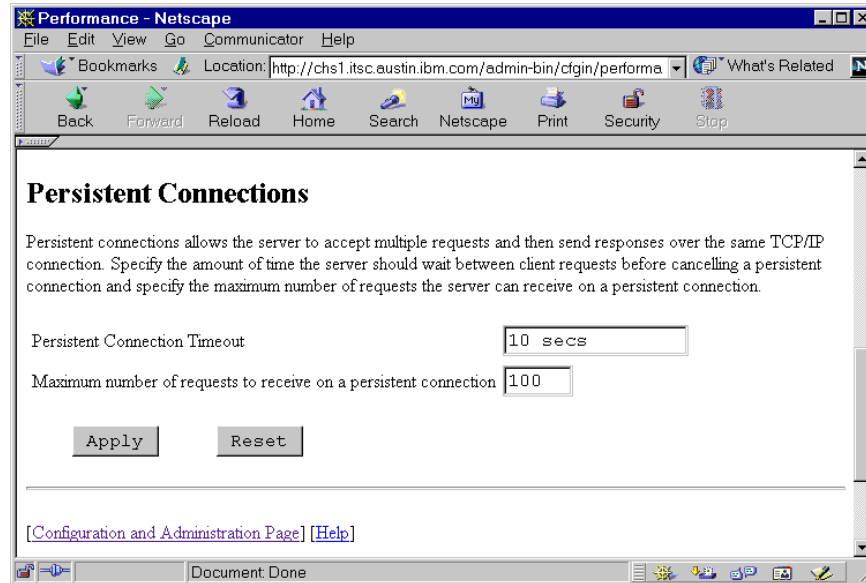 Performance - Netscape
File Edit View Go Communicator Help
Bookmarks Location: http://chs1.itsc.austin.ibm.com/admin-bin/cfgin/performa What's Related N
My
Back Forward Reload Home Search Netscape Print Security Stop
Persistent Connections
Persistent connections allows the server to accept multiple requests and then send responses over the same TCP/IP
connection. Specify the amount of time the server should wait between client requests before cancelling a persistent
connection and specify the maximum number of requests the server can receive on a persistent connection.
Persistent Connection Timeout 10 secs
Maximum number of requests to receive on a persistent connection 100
Apply Reset
[Configuration and Administration Page] [Help]
Document: Done